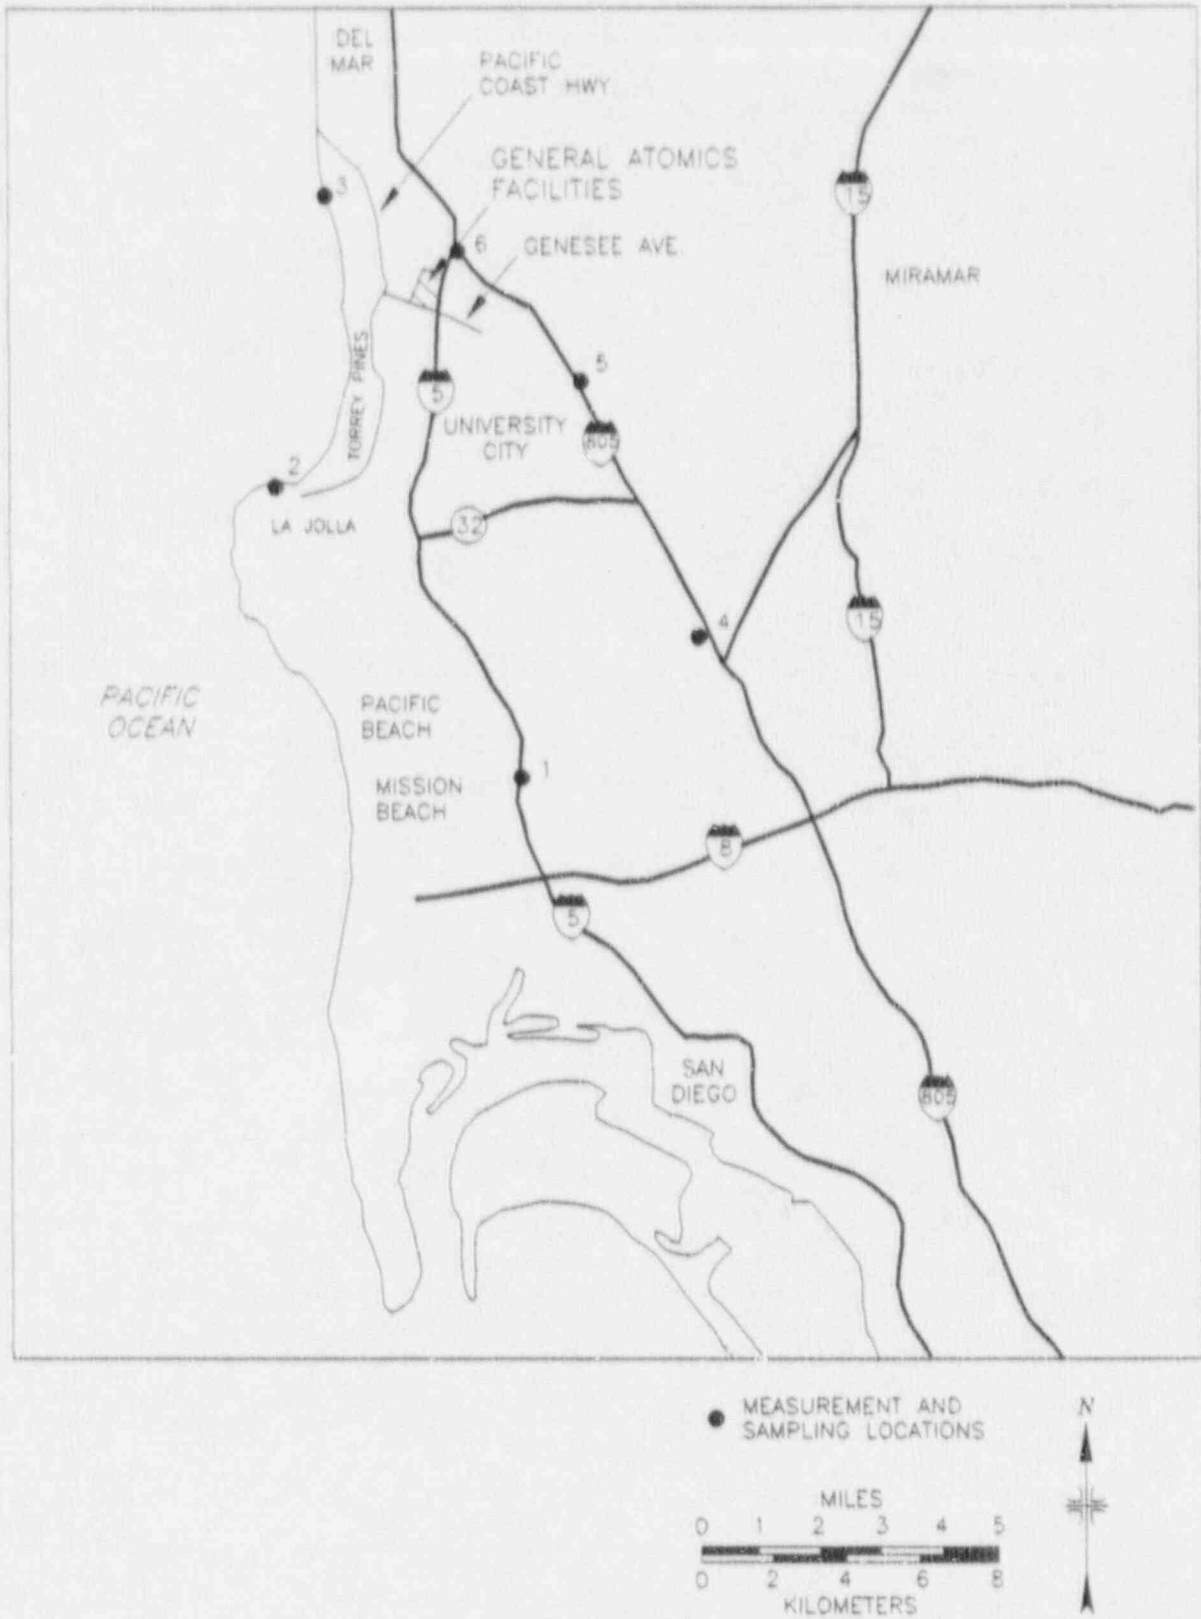 DEL
MAR
PACIFIC
COAST HWY
GENERAL ATOMICS
FACILITIES
15
3
6
GENESEE AVE.
MIRAMAR
TORREY PINES
5
5
UNIVERSITY
CITY
805
2
LA JOLLA
32
4
15
PACIFIC
OCEAN
PACIFIC
BEACH
1
MISSION
BEACH
8
5
SAN
DIEGO
805
MEASUREMENT AND
SAMPLING LOCATIONS
N
MILES
0 1 2 3 4 5
0 2 4 6 8
KILOMETERS